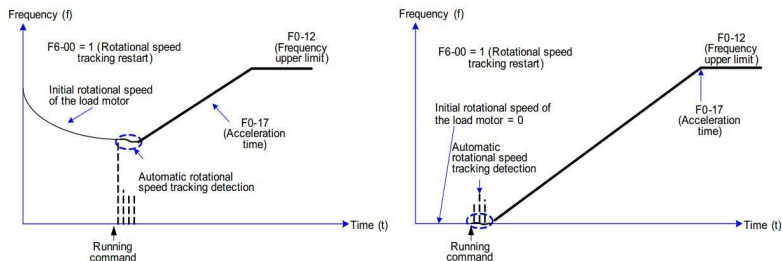 Frequency (f)
F6-00 = 1 (Rotational speed
tracking restart)
F0-12
(Frequency
upper limit)
Initial rotational speed
of the load motor
F0-17
(Acceleration
time)
Automatic rotational
speed tracking detection
Time (t)
Running
command
Frequency (f)
F6-00 = 1 (Rotational speed
tracking restart)
F0-12
(Frequency
upper limit)
Initial rotational speed of
the load motor = 0
F0-17
(Acceleration
time)
Automatic
rotational speed
tracking detection
Time (t)
Running
command